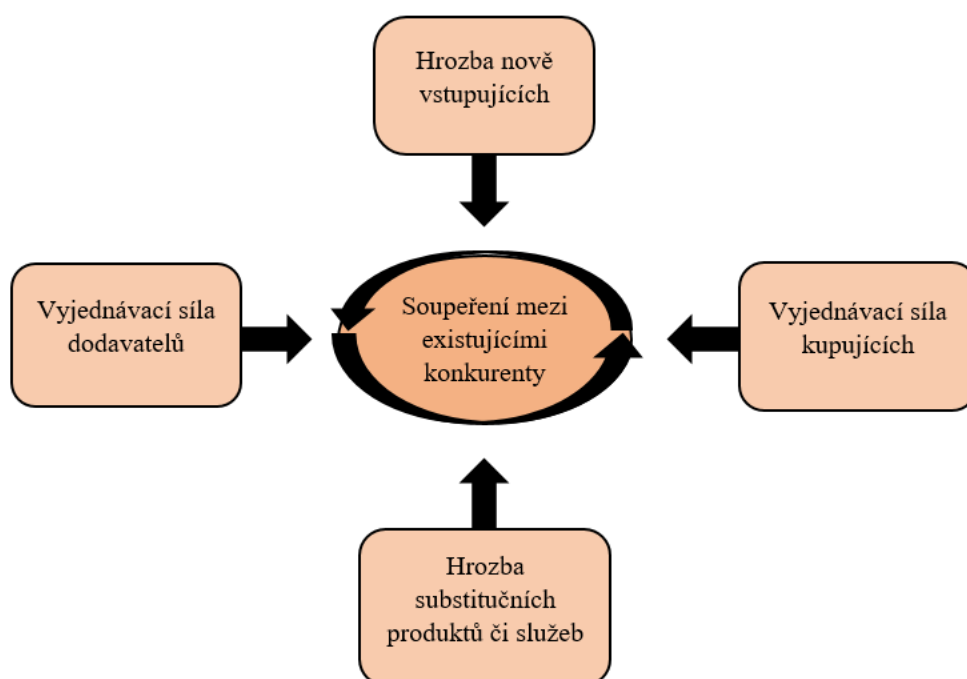 Hrozba nově
vstupujících
Vyjednávací síla
dodavatelů
Soupeření mezi
existujícími
konkurenty
Vyjednávací síla
kupujících
Hrozba
substitučních
produktů či služeb